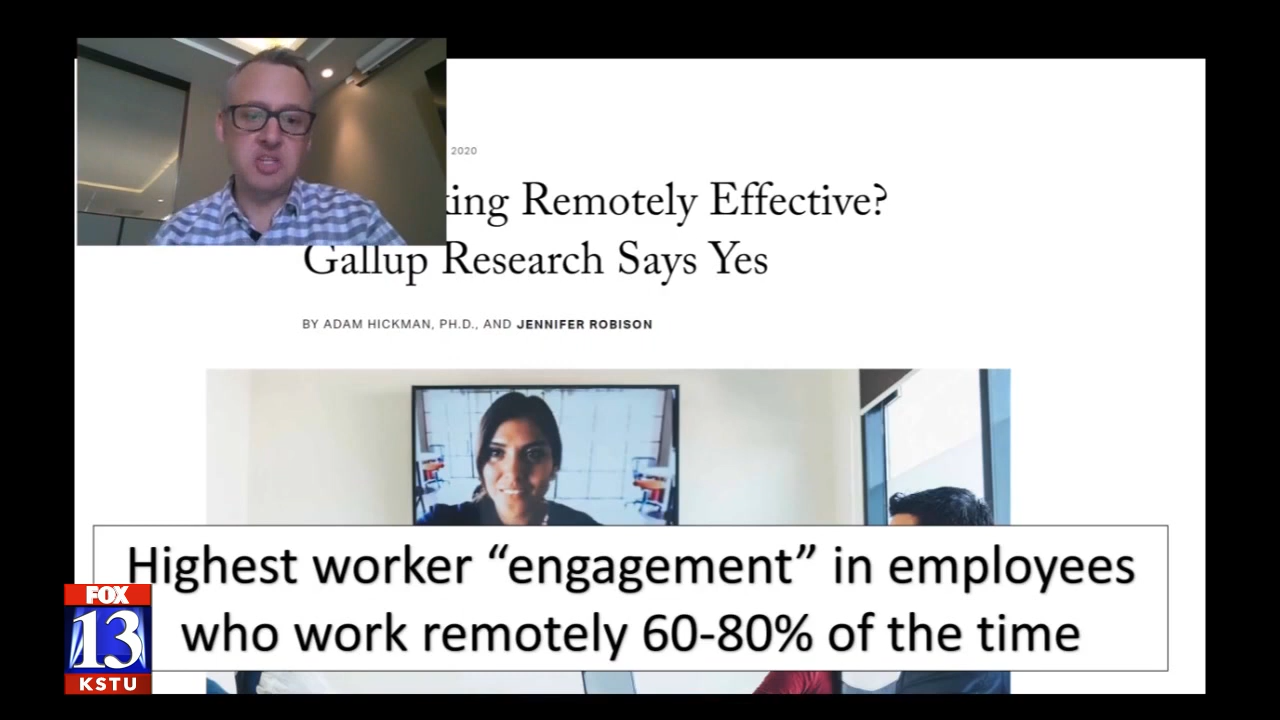 2020
ing Remotely Effective?
Gallup Research Says Yes
BY ADAM HICKMAN, PH.D., AND JENNIFER ROBISON
Highest worker “engagement” in employees
who work remotely 60-80% of the time
FOX
13
KSTU